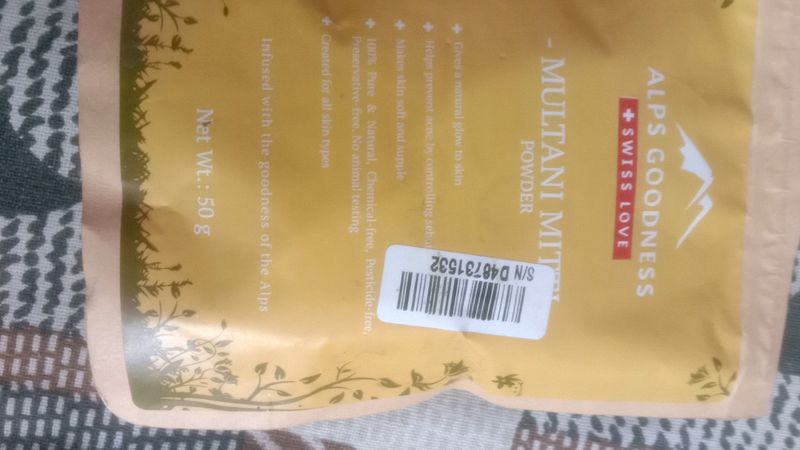 ALPS GOODNESS
SWISS LOVE
- MULTANI
POWDER
Gives a natural glow to skin
Helps prevent acne by controlling
Makes skin soft and supple
100% Pure & Natural, Chemical-free, Pesticide-free,
Preservative-free, No animal testing
Created for all skin types
Infused with the goodness of the Alps
Net Wt.: 50 g
S/N D48731532